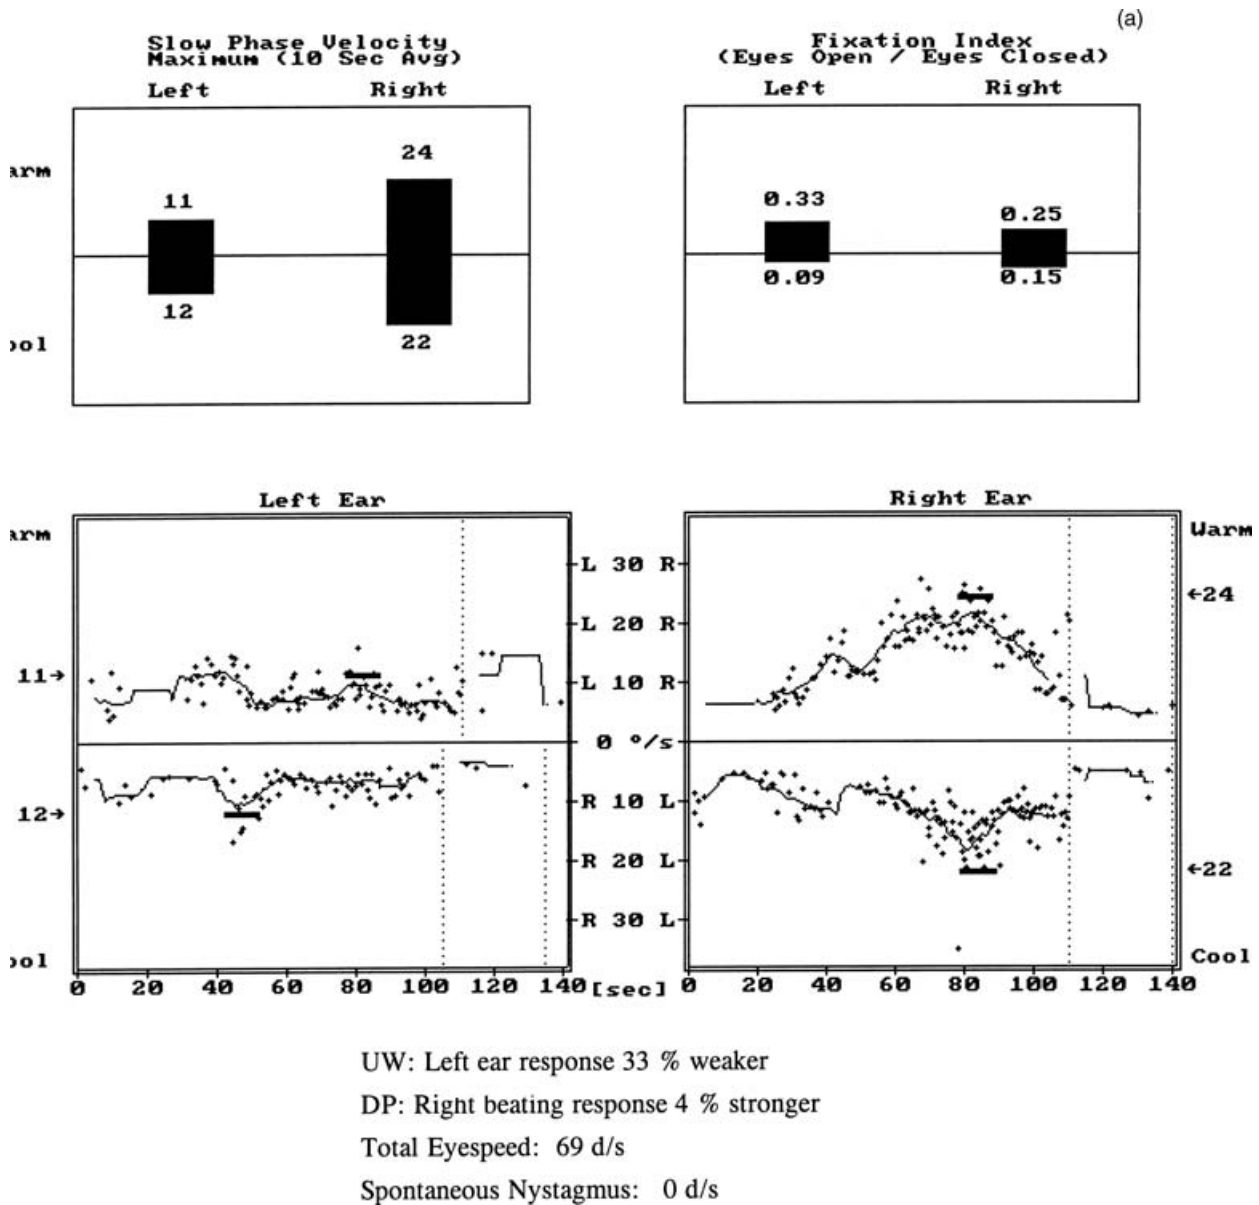 (a)
Slow Phase Velocity
Maximum (10 Sec Avg)
Left Right
arm
24
11
12
22
ool
Fixation Index
(Eyes Open / Eyes Closed)
Left Right
0.33
0.25
0.09
0.15
Left Ear
arm
11→
12→
ool
L 30 R
L 20 R
L 10 R
0 °/s
R 10 L
R 20 L
R 30 L
0 20 40 60 80 100 120 140 [sec]
Right Ear
Warm
←24
←22
Cool
0 20 40 60 80 100 120 140
UW: Left ear response 33 % weaker
DP: Right beating response 4 % stronger
Total Eyespeed: 69 d/s
Spontaneous Nystagmus: 0 d/s